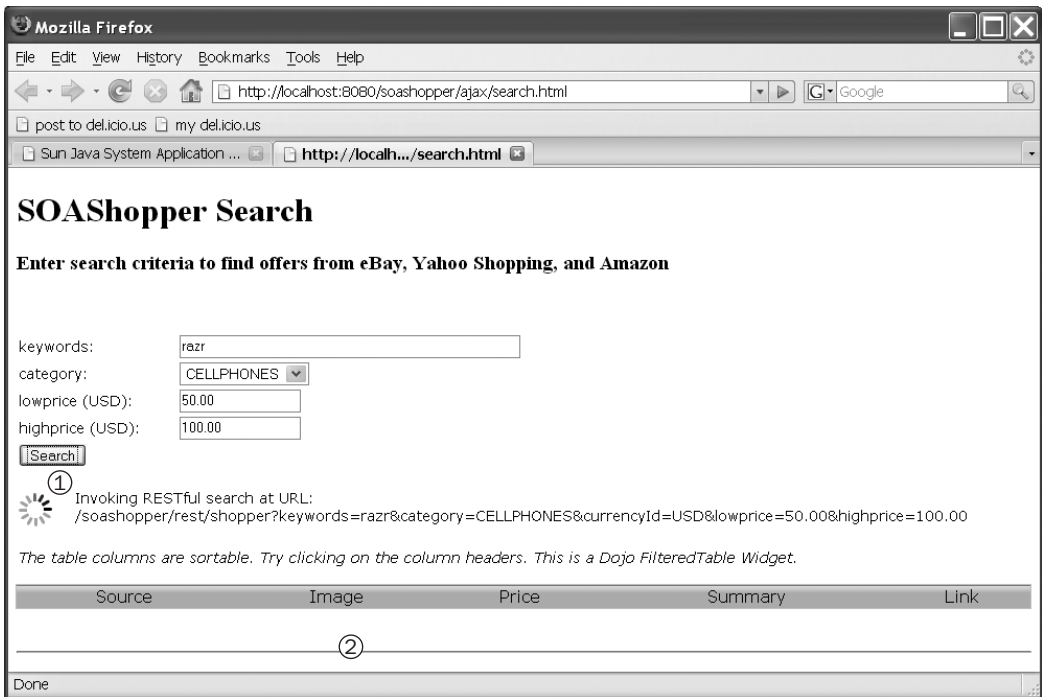 Mozilla Firefox
File Edit View History Bookmarks Tools Help
http://localhost:8080/soashopper/ajax/search.html G Google
post to del.icio.us my del.icio.us
Sun Java System Application ... http://localh.../search.html
SOAShopper Search
Enter search criteria to find offers from eBay, Yahoo Shopping, and Amazon
keywords: razr
category: CELLPHONES
lowprice (USD): 50.00
highprice (USD): 100.00
Search
①
Invoking RESTful search at URL:
/soashopper/rest/shopper?keywords=razr&category=CELLPHONES&currencyId=USD&lowprice=50.00&highprice=100.00
The table columns are sortable. Try clicking on the column headers. This is a Dojo FilteredTable Widget.
Source Image Price Summary Link
②
Done